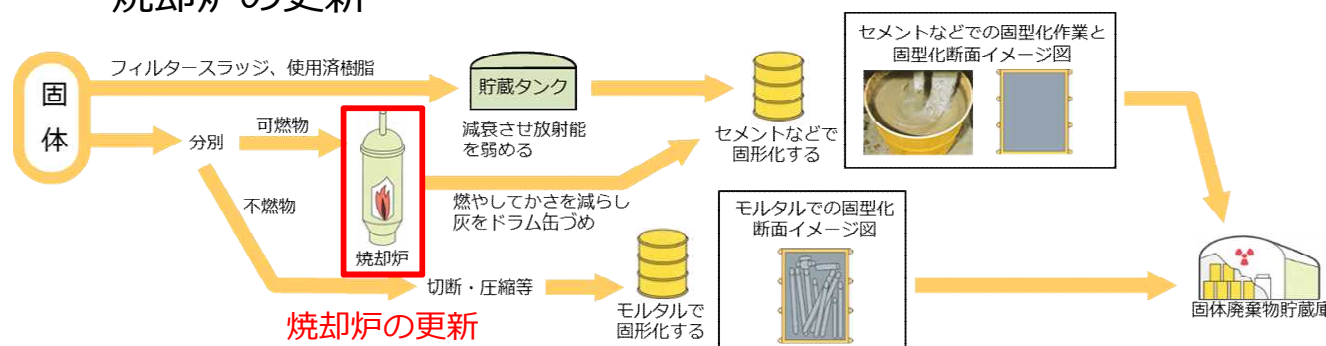 焼却炉の更新
固
体
フィルタースラッジ、使用済樹脂
貯蔵タンク
減衰させ放射能
を弱める
セメントなどで
固形化する
セメントなどでの固型化作業と
固型化断面イメージ図
分別
可燃物
焼却炉
燃やしてかさを減らし
灰をドラム缶づめ
不燃物
切断・圧縮等
モルタルで
固形化する
モルタルでの固型化
断面イメージ図
固体廃棄物貯蔵庫
焼却炉の更新